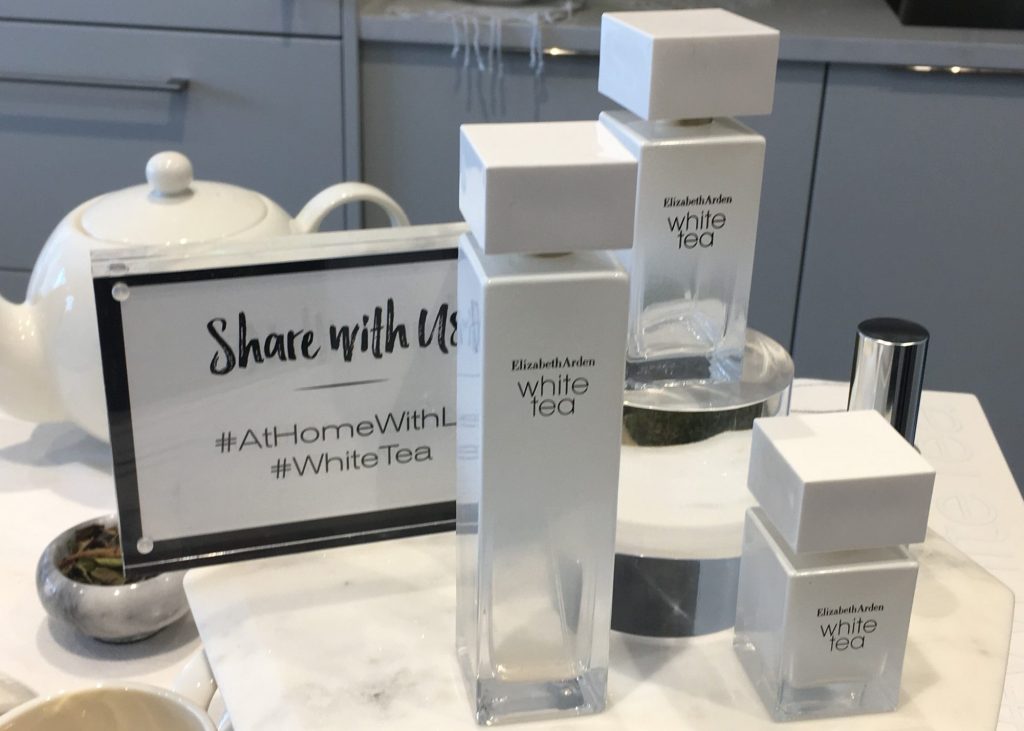 Share with Us
#AtHomeWithL
#WhiteTea
ElizabethArden
white
tea
ElizabethArden
white
tea
ElizabethArden
white
tea